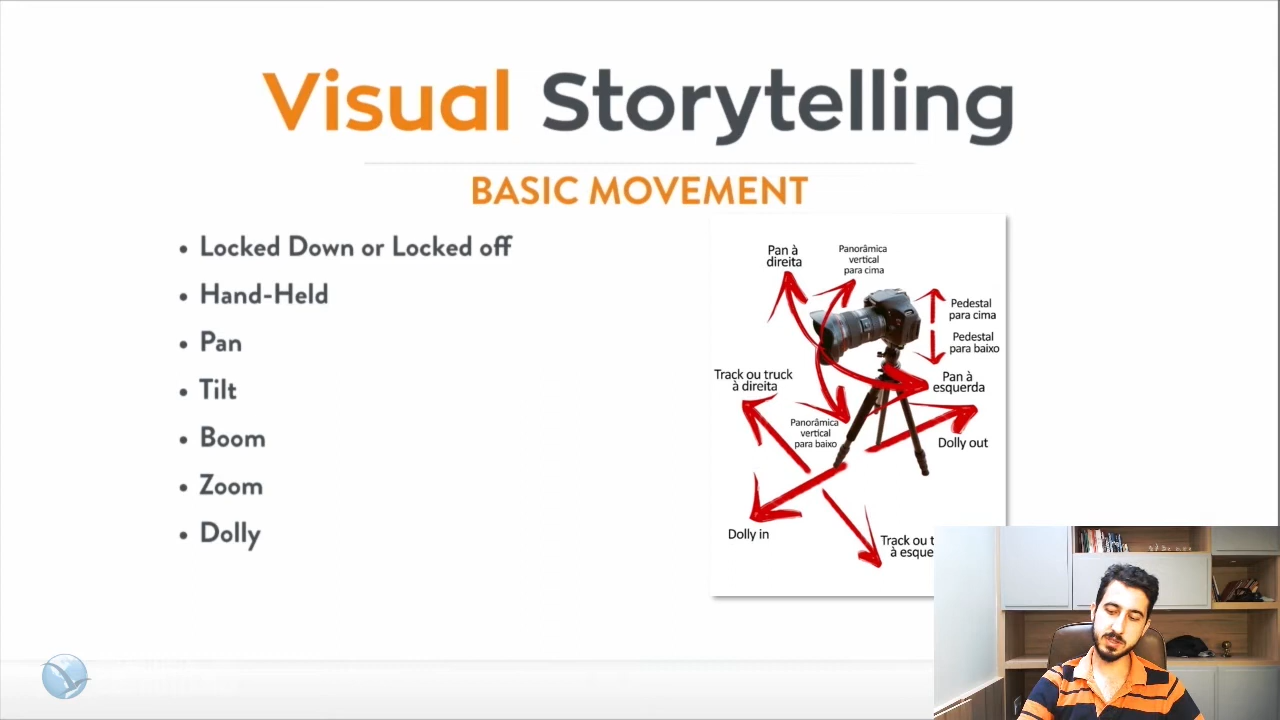 Visual Storytelling
BASIC MOVEMENT
• Locked Down or Locked off
• Hand-Held
• Pan
• Tilt
• Boom
• Zoom
• Dolly
Pan à
direita
Panorâmica
vertical
para cima
Pedestal
para cima
Pedestal
para baixo
Pan à
esquerda
Track ou truck
à direita
Panorâmica
vertical
para baixo
Dolly out
Dolly in
Track ou t
à esque